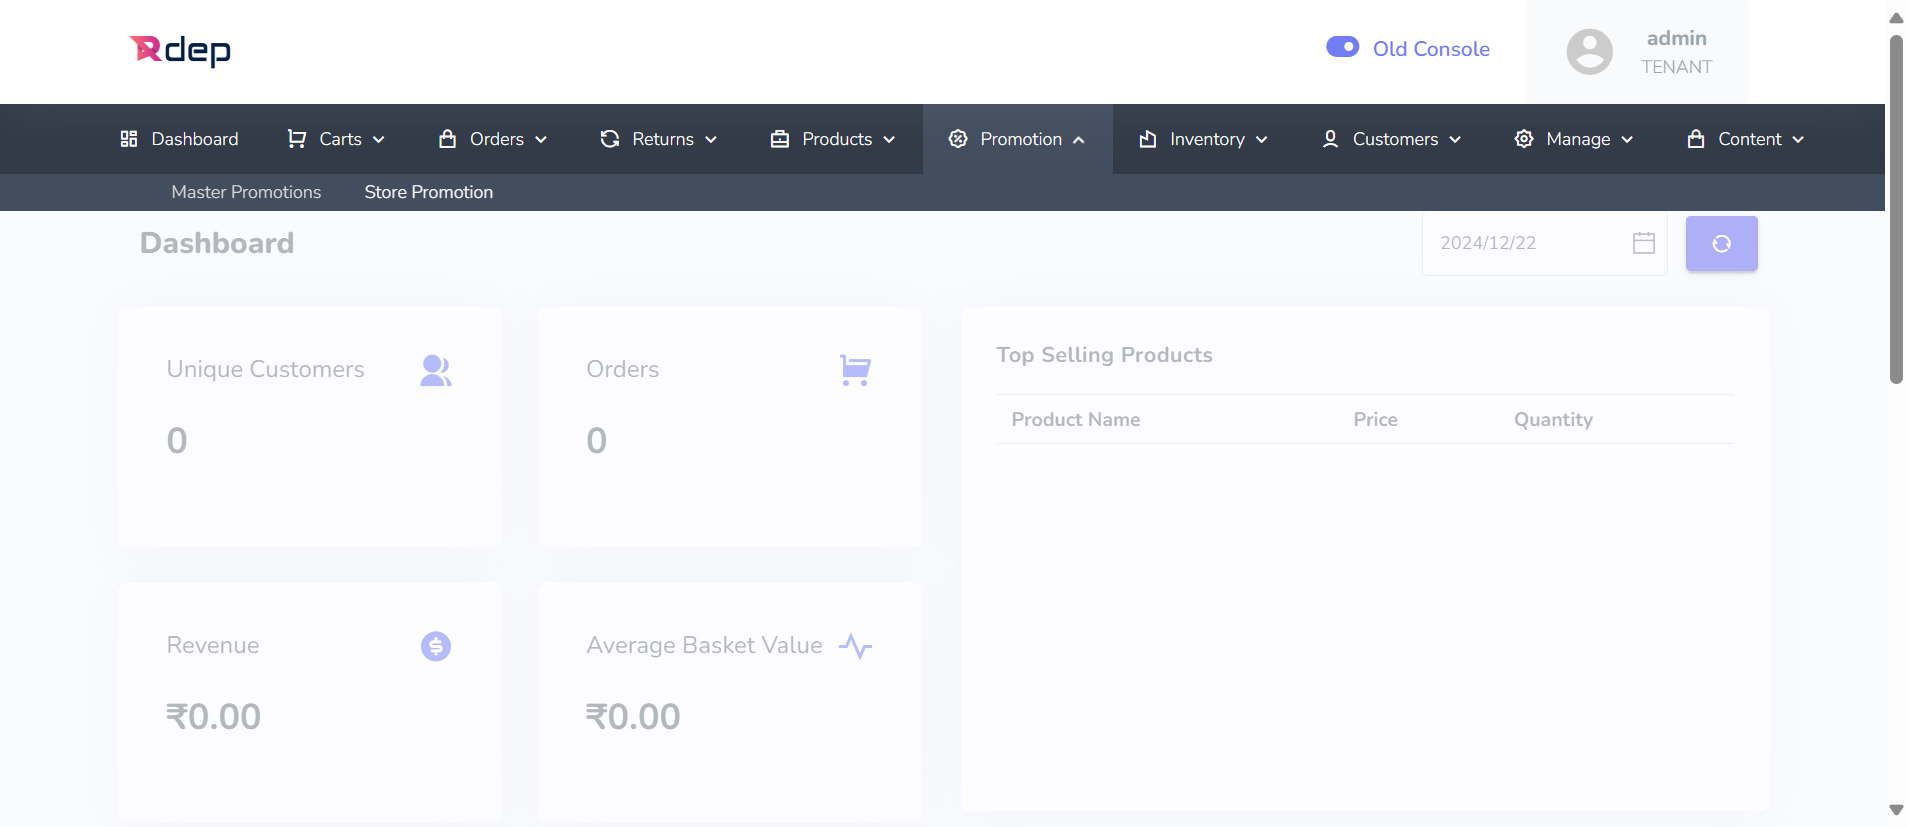 Rdep
Old Console
admin
TENANT
Dashboard Carts Orders Returns Products Promotion Inventory Customers Manage Content
Master Promotions Store Promotion
Dashboard
2024/12/22
Unique Customers
0
Orders
0
Top Selling Products
Product Name Price Quantity
Revenue
₹0.00
Average Basket Value
₹0.00